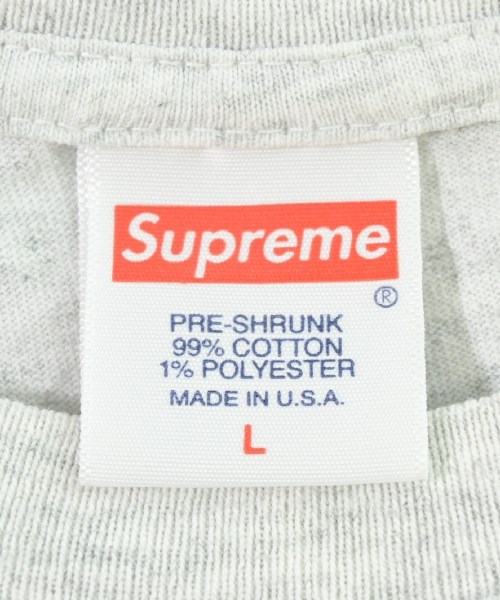 Supreme
®
PRE-SHRUNK
99% COTTON
1% POLYESTER
MADE IN U.S.A.
L